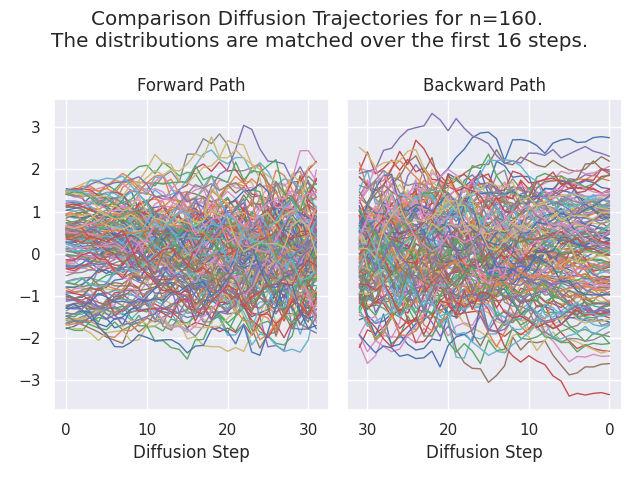 Comparison Diffusion Trajectories for n=160.
The distributions are matched over the first 16 steps.
Forward Path
Backward Path
3
2
1
0
−1
−2
−3
0 10 20 30
30 20 10 0
Diffusion Step
Diffusion Step